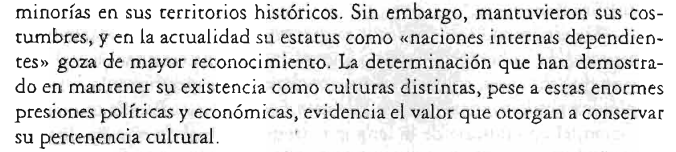 minorías en sus territorios históricos. Sin embargo, mantuvieron sus cos-
tumbres, y en la actualidad su estatus como «naciones internas dependien-
tes» goza de mayor reconocimiento. La determinación que han demostra-
do en mantener su existencia como culturas distintas, pese a estas enormes
presiones políticas y económicas, evidencia el valor que otorgan a conservar
su pertenencia cultural.